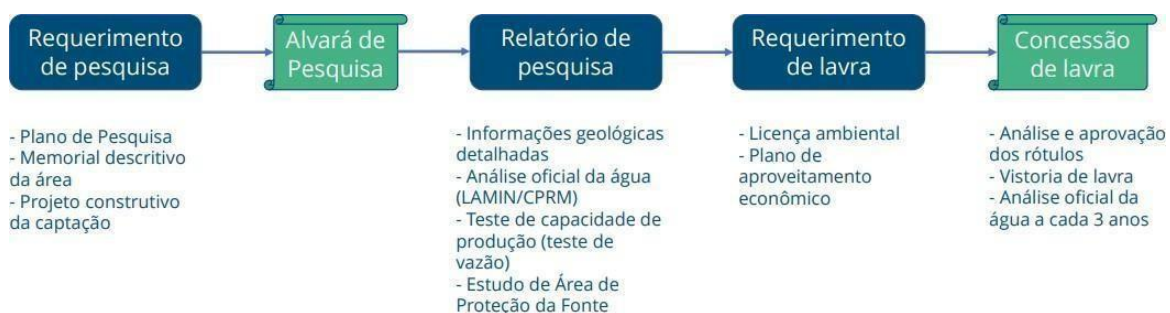 Requerimento
de pesquisa
Alvará de
Pesquisa
Relatório de
pesquisa
Requerimento
de lavra
Concessão
de lavra
- Plano de Pesquisa
- Memorial descritivo
da área
- Projeto construtivo
da captação
- Informações geológicas
detalhadas
- Análise oficial da água
(LAMIN/CPRM)
- Teste de capacidade de
produção (teste de
vazão)
- Estudo de Área de
Proteção da Fonte
- Licença ambiental
- Plano de
aproveitamento
econômico
- Análise e aprovação
dos rótulos
- Vistoria de lavra
- Análise oficial da
água a cada 3 anos